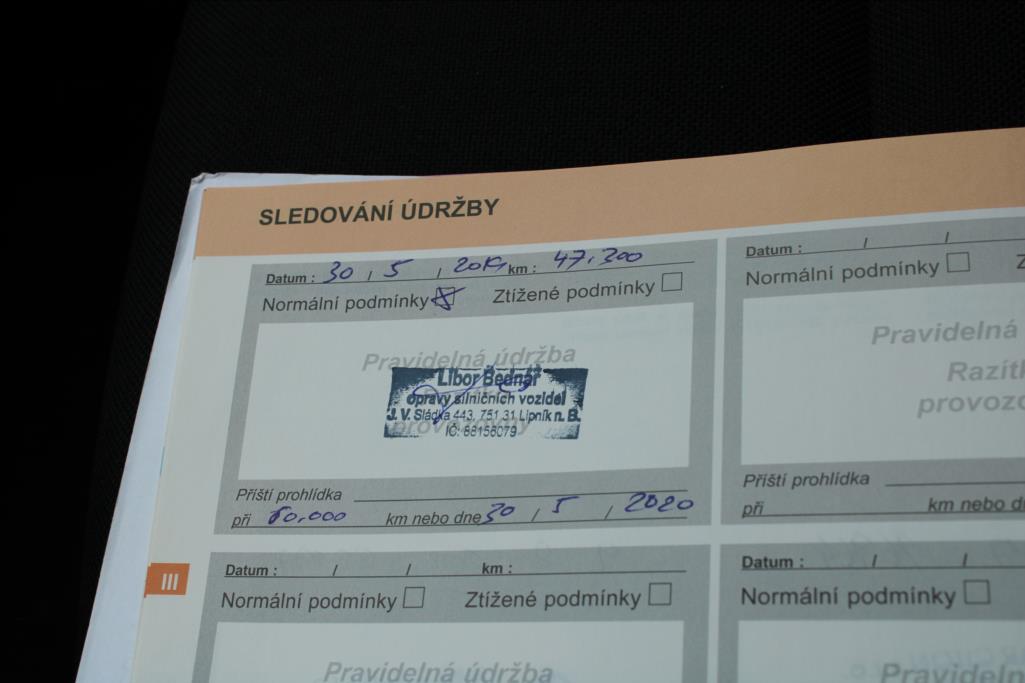 SLEDOVÁNÍ ÚDRŽBY
Datum : 30 / 5 / 2019 km : 47.300
Normální podmínky Ztížené podmínky
Pravidelná údržba
Libor Bednář
opravy silničních vozidel
J. V. Sládka 443, 751 31 Lipník n. B.
IČ: 88158079
Příští prohlídka
při 60.000 km nebo dne 30 / 5 / 2020
Datum : / /
Normální podmínky
Pravidelná
Razít
provozo
Příští prohlídka
při km nebo d
III
Datum : / / km :
Normální podmínky Ztížené podmínky
Pravidelná údržba
Datum : / /
Normální podmínky
Pravideln